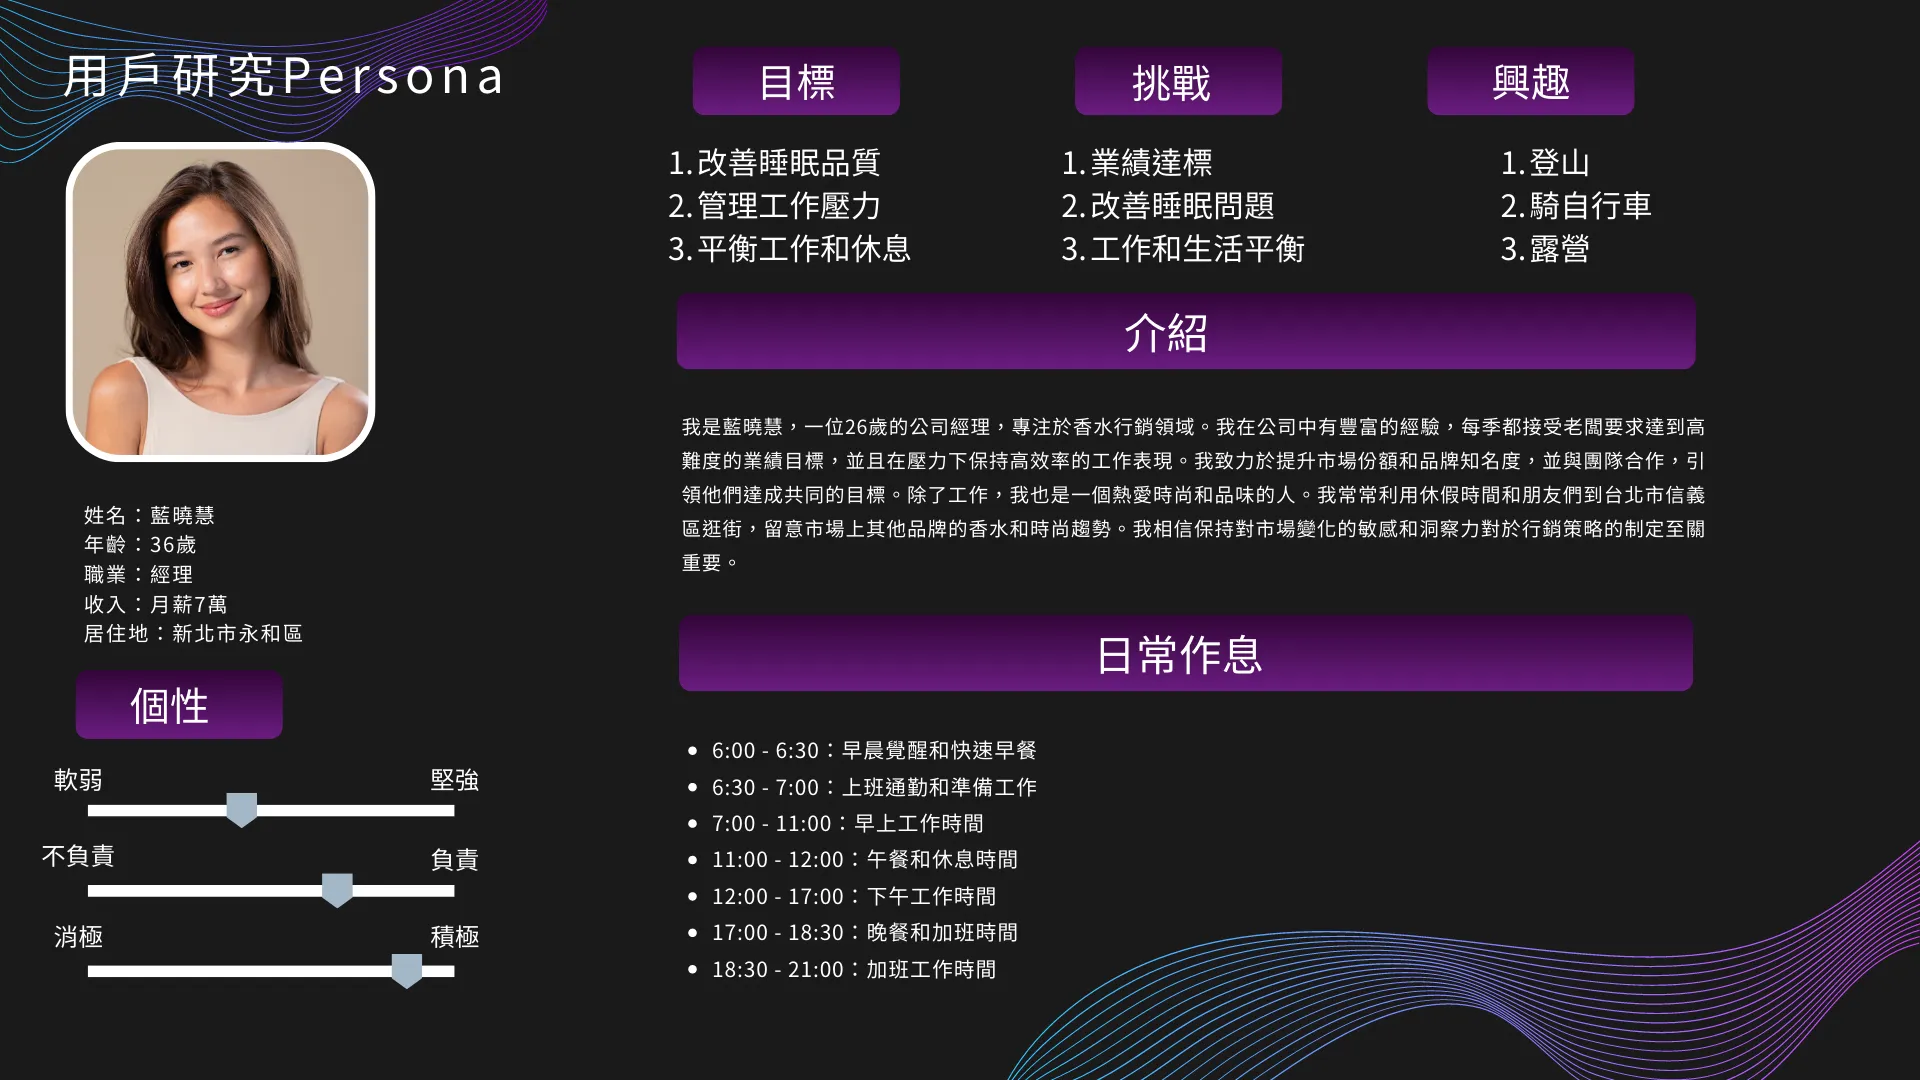 用戶研究Persona
姓名：藍曉慧
年齡：36歲
職業：經理
收入：月薪7萬
居住地：新北市永和區
個性
軟弱
堅強
不負責
負責
消極
積極
目標
1. 改善睡眠品質
2. 管理工作壓力
3. 平衡工作和休息
挑戰
1. 業績達標
2. 改善睡眠問題
3. 工作和生活平衡
興趣
1. 登山
2. 騎自行車
3. 露營
介紹
我是藍曉慧，一位26歲的公司經理，專注於香水行銷領域。我在公司中有豐富的經驗，每季都接受老闆要求達到高
難度的業績目標，並且在壓力下保持高效率的工作表現。我致力於提升市場份額和品牌知名度，並與團隊合作，引
領他們達成共同的目標。除了工作，我也是一個熱愛時尚和品味的人。我常常利用休假時間和朋友們到台北市信義
區逛街，留意市場上其他品牌的香水和時尚趨勢。我相信保持對市場變化的敏感和洞察力對於行銷策略的制定至關
重要。
日常作息
• 6:00 - 6:30：早晨覺醒和快速早餐
• 6:30 - 7:00：上班通勤和準備工作
• 7:00 - 11:00：早上工作時間
• 11:00 - 12:00：午餐和休息時間
• 12:00 - 17:00：下午工作時間
• 17:00 - 18:30：晚餐和加班時間
• 18:30 - 21:00：加班工作時間